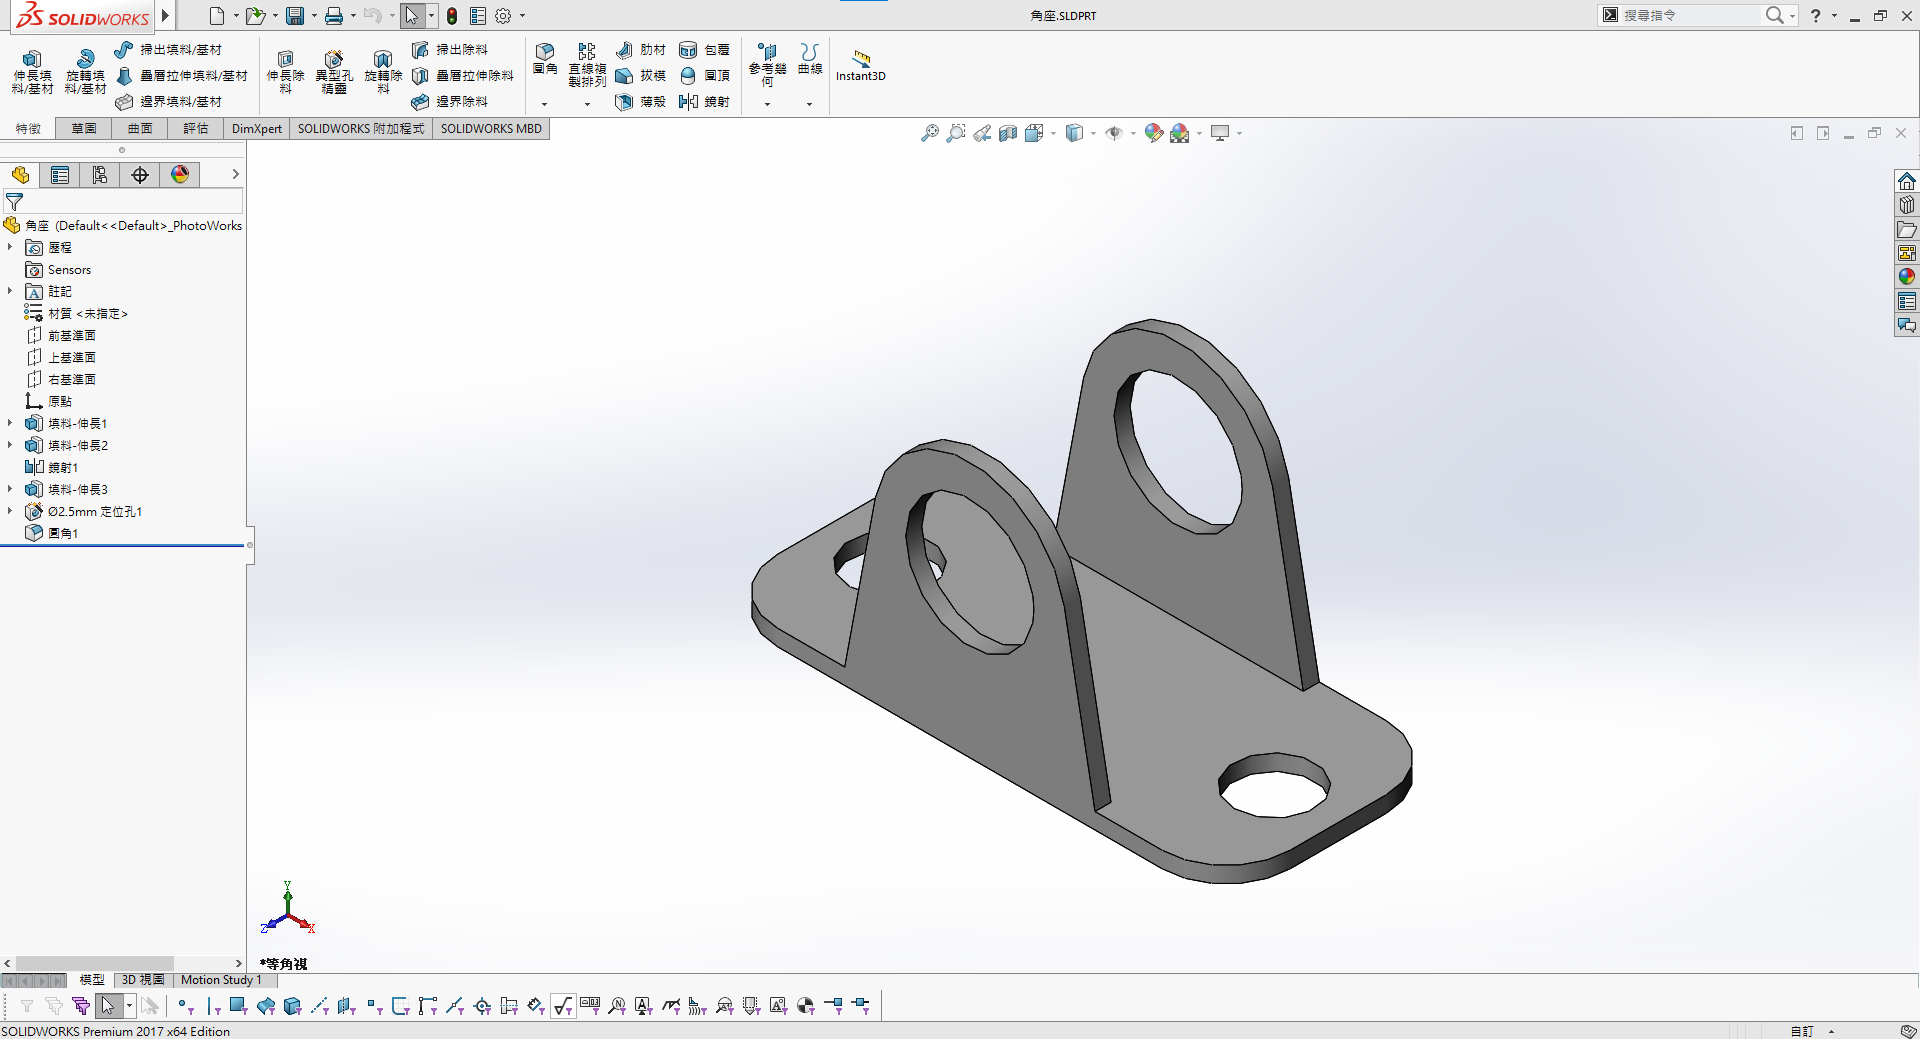 SOLIDWORKS
角座.SLDPRT
搜尋指令
伸長填料/基材
旋轉填料/基材
掃出填料/基材
疊層拉伸填料/基材
邊界填料/基材
伸長除料
異型孔精靈
旋轉除料
掃出除料
疊層拉伸除料
邊界除料
圓角
直線複製排列
肋材
拔模
薄殼
包覆
圓頂
鏡射
參考幾何
曲線
Instant3D
特徵
草圖
曲面
評估
DimXpert
SOLIDWORKS 附加程式
SOLIDWORKS MBD
角座 (Default<<Default>_PhotoWorks
歷程
Sensors
註記
材質 <未指定>
前基準面
上基準面
右基準面
原點
填料-伸長1
填料-伸長2
鏡射1
填料-伸長3
Ø2.5mm 定位孔1
圓角1
Y
Z
X
*等角視
模型
3D 視圖
Motion Study 1
SOLIDWORKS Premium 2017 x64 Edition
自訂